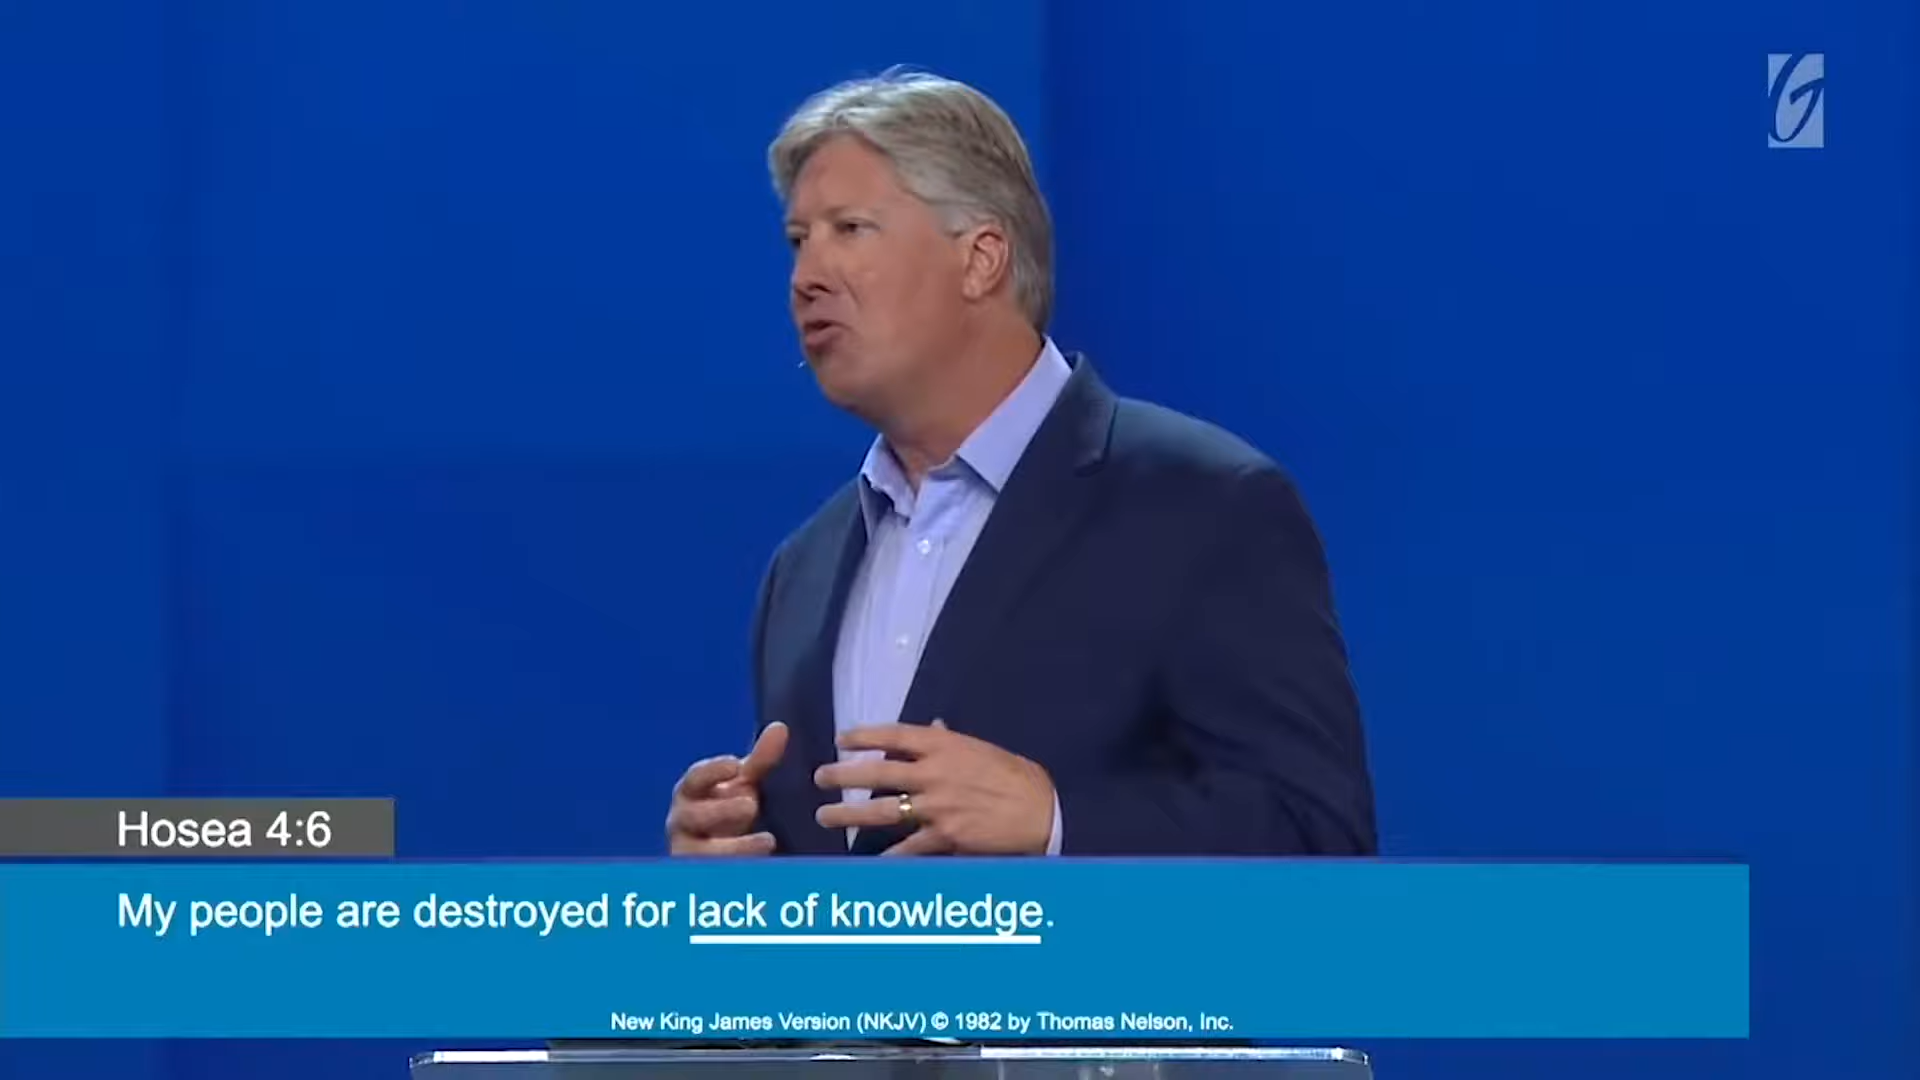 Hosea 4:6
My people are destroyed for lack of knowledge.
New King James Version (NKJV) © 1982 by Thomas Nelson, Inc.